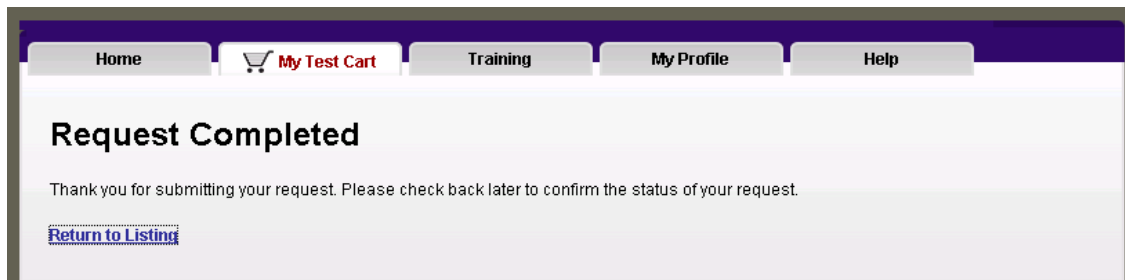 Home My Test Cart Training My Profile Help
Request Completed
Thank you for submitting your request. Please check back later to confirm the status of your request.
Return to Listing